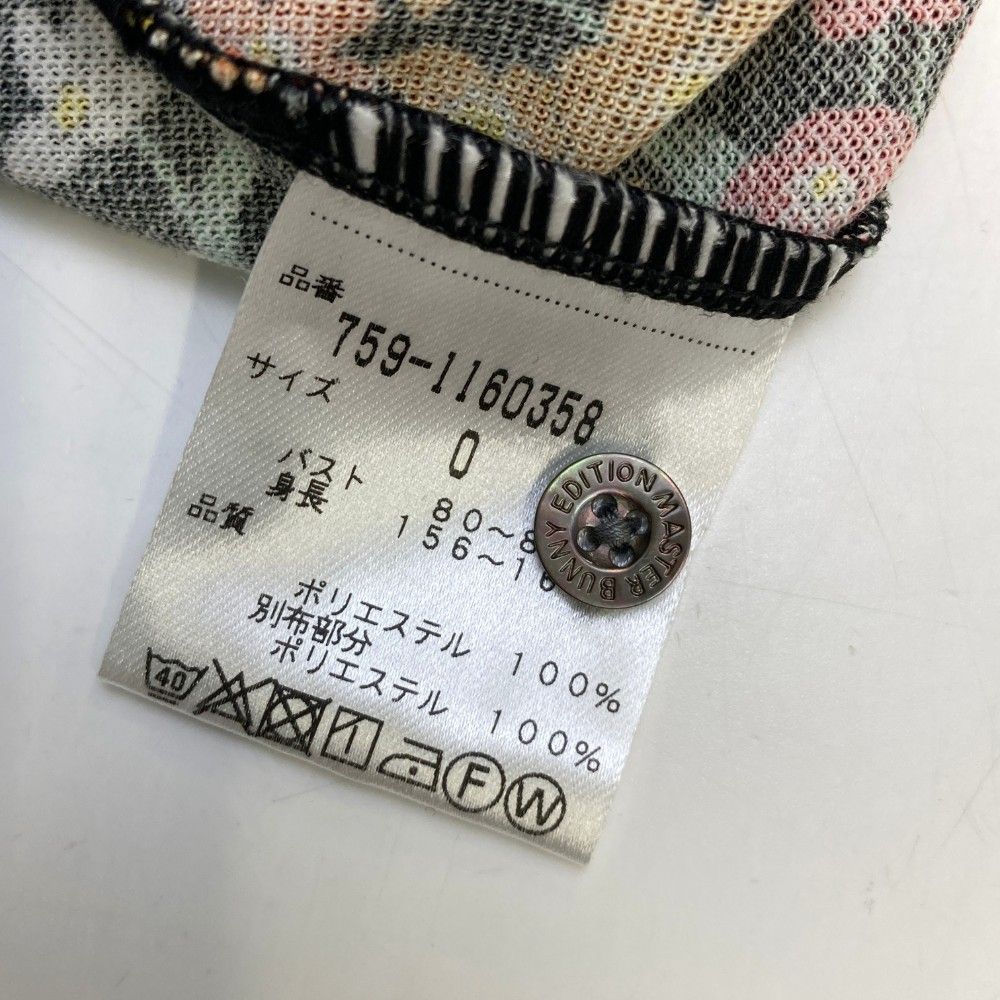 品番
759-1160358
サイズ
0
バスト 80～8
身長 156～16
品質
ポリエステル 100%
別布部分
ポリエステル 100%
40
F
W
MASTER BUNNY EDITION